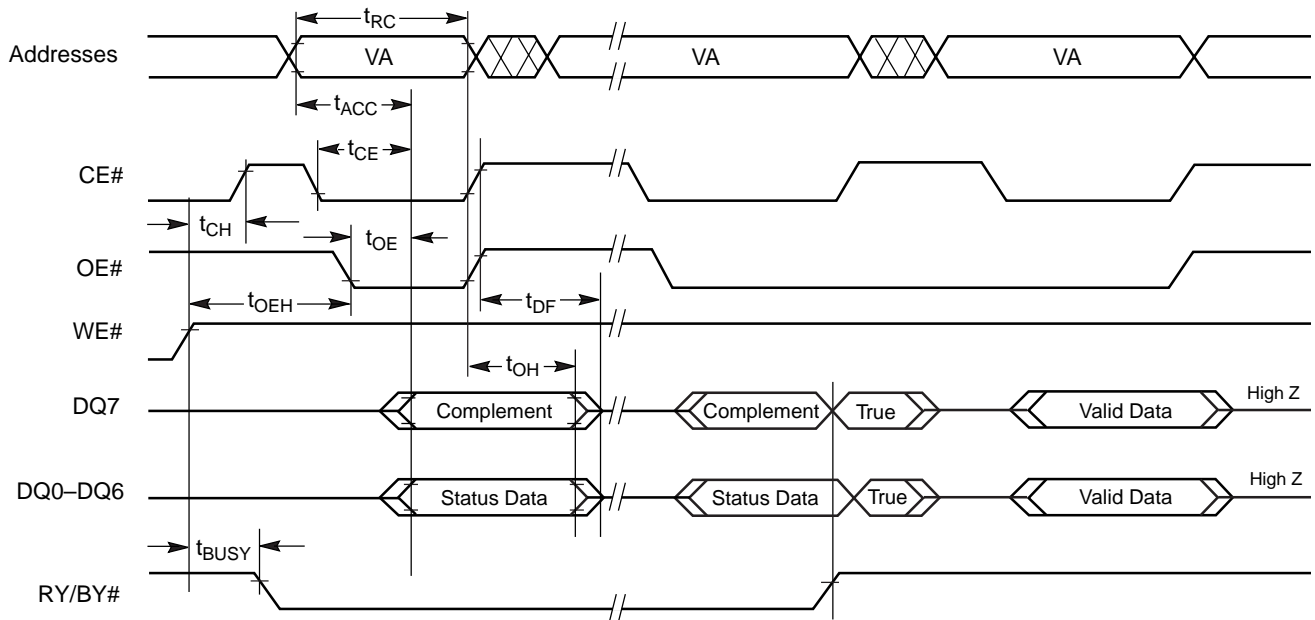 tRC
Addresses VA VA VA
tACC
tCE
CE#
tCH
tOE
OE#
tOEH tDF
WE#
tOH
DQ7 Complement Complement True Valid Data High Z
DQ0–DQ6 Status Data Status Data True Valid Data High Z
tBUSY
RY/BY#